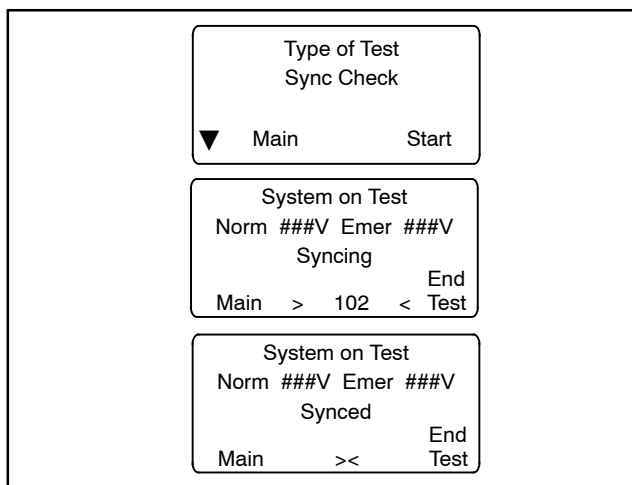 Type of Test
Sync Check
▼ Main Start
System on Test
Norm ###V Emer ###V
Syncing
End
Main > 102 < Test
System on Test
Norm ###V Emer ###V
Synced
End
Main >< Test